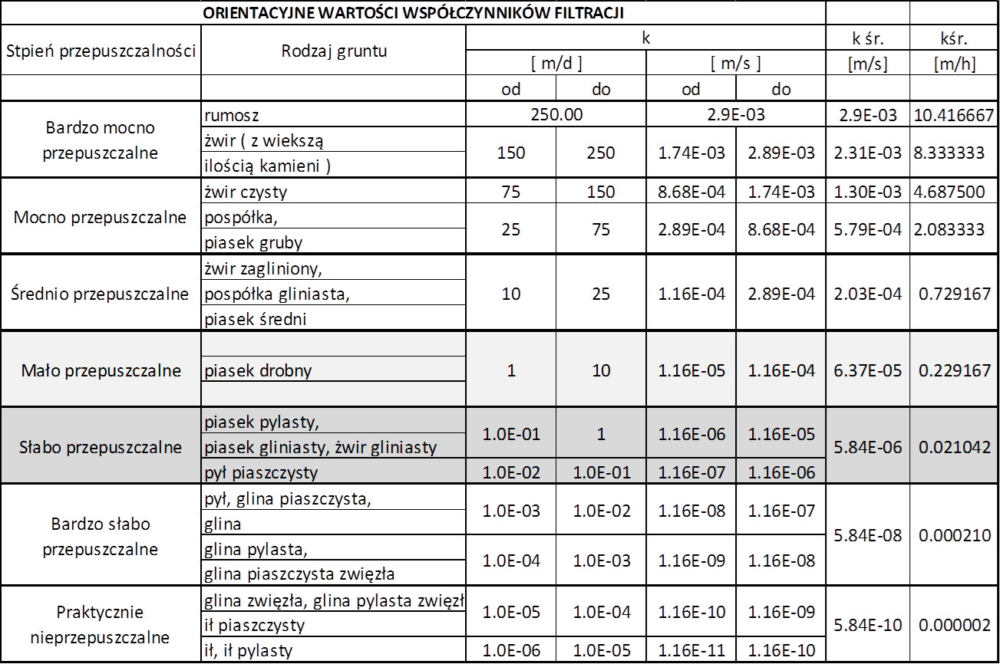 ORIENTACYJNE WARTOŚCI WSPÓŁCZYNNIKÓW FILTRACJI
Stpień przepuszczalności Rodzaj gruntu k k śr. kśr.
[ m/d ] [ m/s ] [m/s] [m/h]
od do od do
Bardzo mocno przepuszczalne
rumosz 250.00 2.9E-03 2.9E-03 10.416667
żwir ( z wiekszą
ilością kamieni ) 150 250 1.74E-03 2.89E-03 2.31E-03 8.333333
Mocno przepuszczalne
żwir czysty 75 150 8.68E-04 1.74E-03 1.30E-03 4.687500
pospółka,
piasek gruby 25 75 2.89E-04 8.68E-04 5.79E-04 2.083333
Średnio przepuszczalne
żwir zagliniony,
pospółka gliniasta, 10 25 1.16E-04 2.89E-04 2.03E-04 0.729167
piasek średni
Mało przepuszczalne piasek drobny 1 10 1.16E-05 1.16E-04 6.37E-05 0.229167
Słabo przepuszczalne
piasek pylasty,
piasek gliniasty, żwir gliniasty 1.0E-01 1 1.16E-06 1.16E-05 5.84E-06 0.021042
pył piaszczysty 1.0E-02 1.0E-01 1.16E-07 1.16E-06
Bardzo słabo przepuszczalne
pył, glina piaszczysta,
glina 1.0E-03 1.0E-02 1.16E-08 1.16E-07 5.84E-08 0.000210
glina pylasta,
glina piaszczysta zwięzła 1.0E-04 1.0E-03 1.16E-09 1.16E-08
Praktycznie nieprzepuszczalne
glina zwięzła, glina pylasta zwięzł
ił piaszczysty 1.0E-05 1.0E-04 1.16E-10 1.16E-09 5.84E-10 0.000002
ił, ił pylasty 1.0E-06 1.0E-05 1.16E-11 1.16E-10